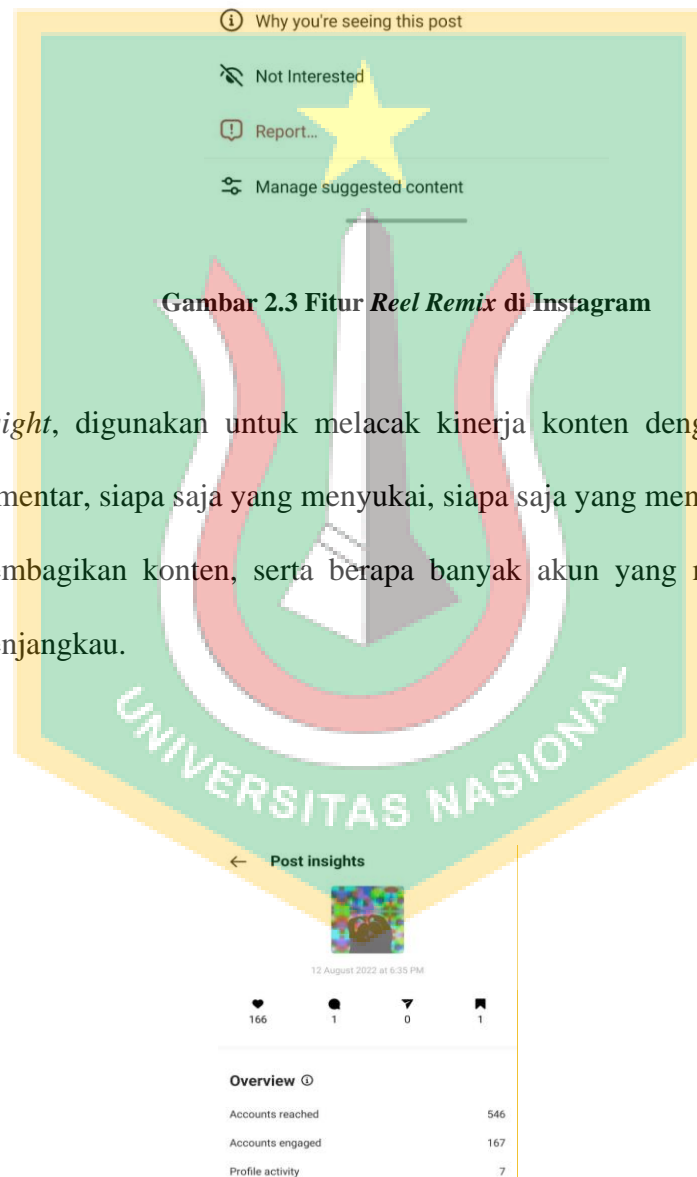 Why you're seeing this post
Not Interested
Report...
Manage suggested content
Gambar 2.3 Fitur Reel Remix di Instagram
ight, digunakan untuk melacak kinerja konten deng
mentar, siapa saja yang menyukai, siapa saja yang men
embagikan konten, serta berapa banyak akun yang
enjangkau.
UNIVERSITAS NASIONAL
Post insights
12 August 2022 at 6:35 PM
166 1 0 1
Overview
Accounts reached 546
Accounts engaged 167
Profile activity 7